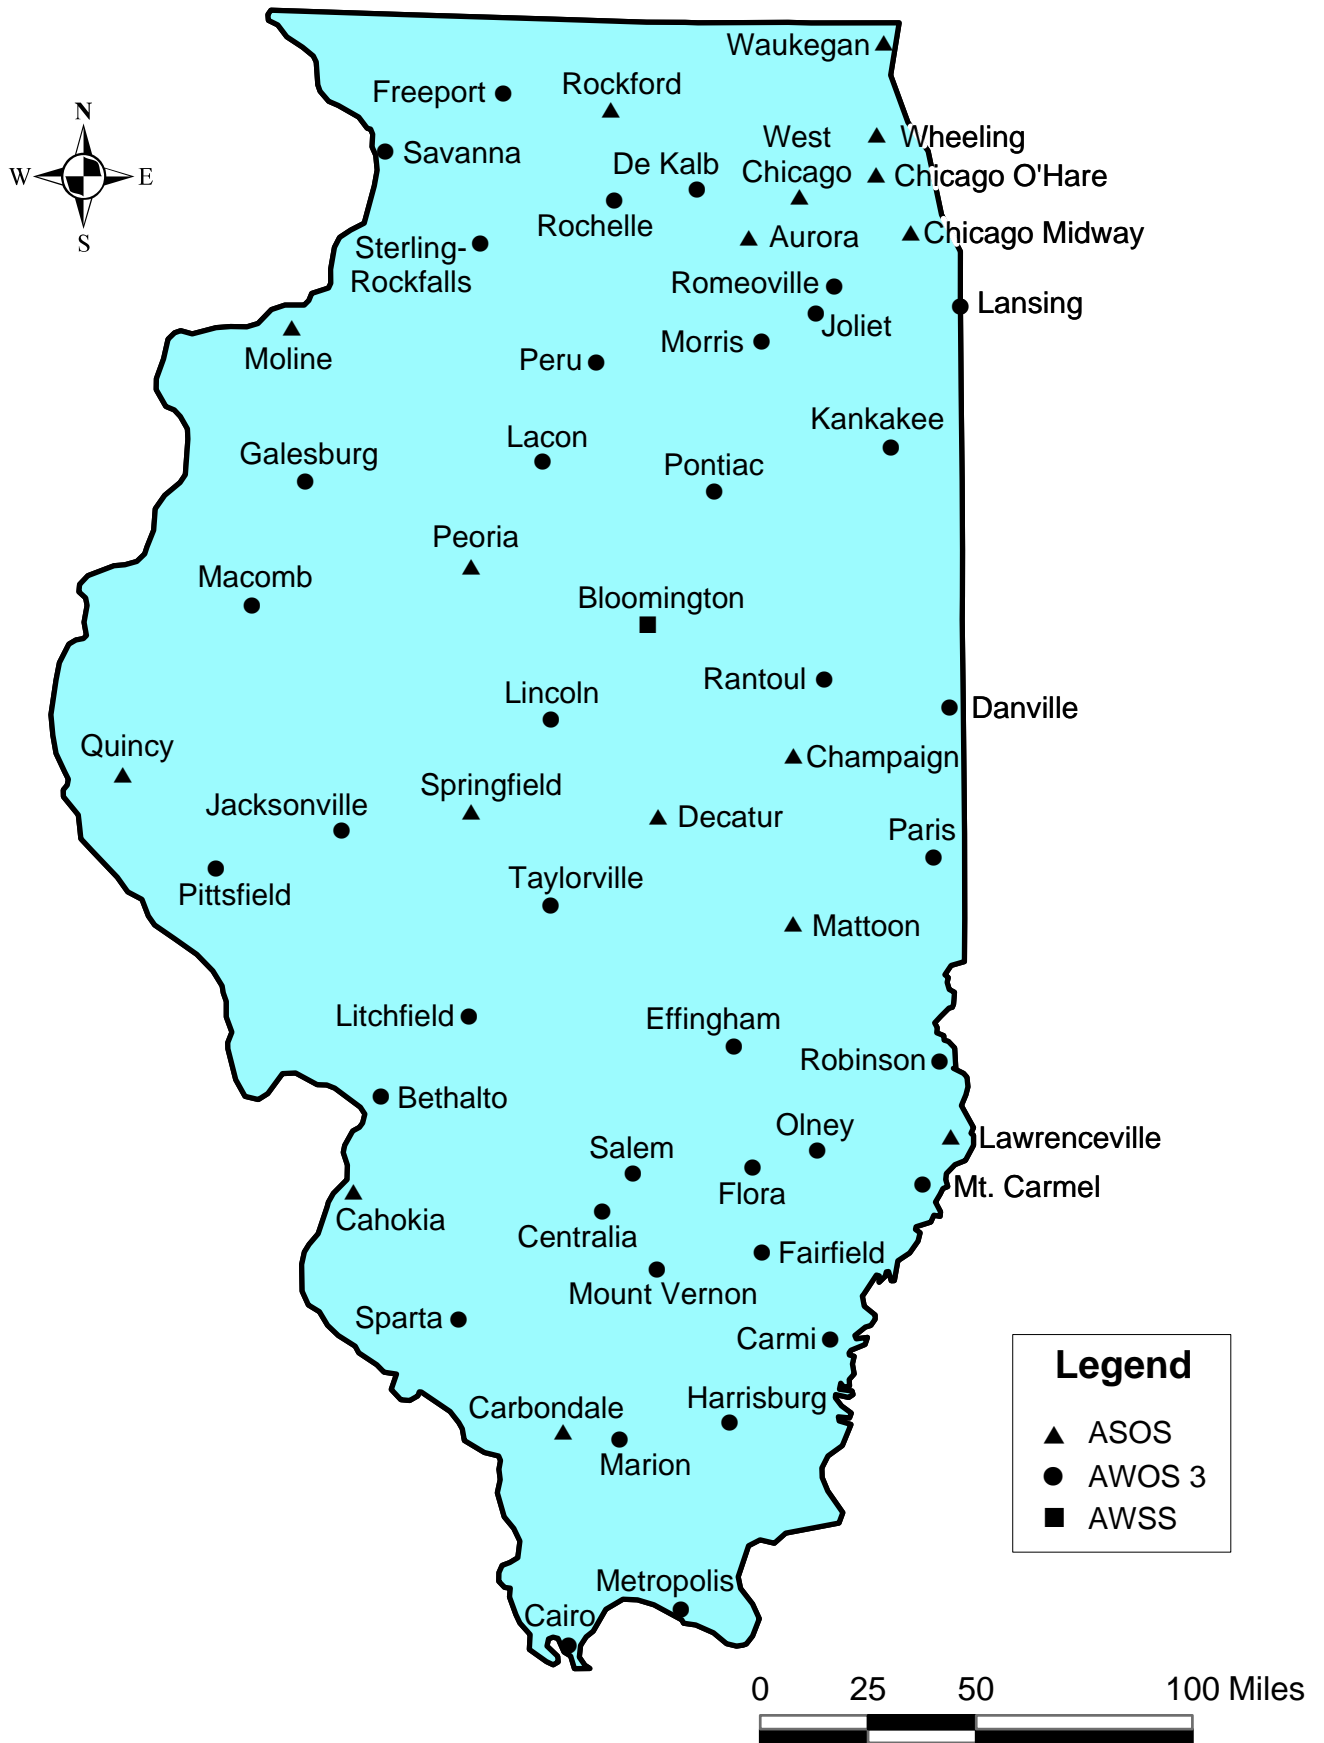 Waukegan
Rockford
Freeport
N
West
Wheeling
Savanna
De Kalb
Chicago
Chicago O'Hare
W
E
Rochelle
Aurora
Chicago Midway
S
Sterling-
Rockfalls
Romeoville
Lansing
Joliet
Moline
Morris
Peru
Kankakee
Lacon
Galesburg
Pontiac
Peoria
Macomb
Bloomington
Rantoul
Lincoln
Danville
Quincy
Champaign
Springfield
Jacksonville
Decatur
Paris
Taylorville
Pittsfield
Mattoon
Litchfield
Effingham
Robinson
Bethalto
Olney
Lawrenceville
Salem
Flora
Mt. Carmel
Cahokia
Centralia
Fairfield
Mount Vernon
Sparta
Carmi
Legend
Harrisburg
Carbondale
ASOS
Marion
AWOS 3
AWSS
Metropolis
Cairo
0 25 50 100 Miles